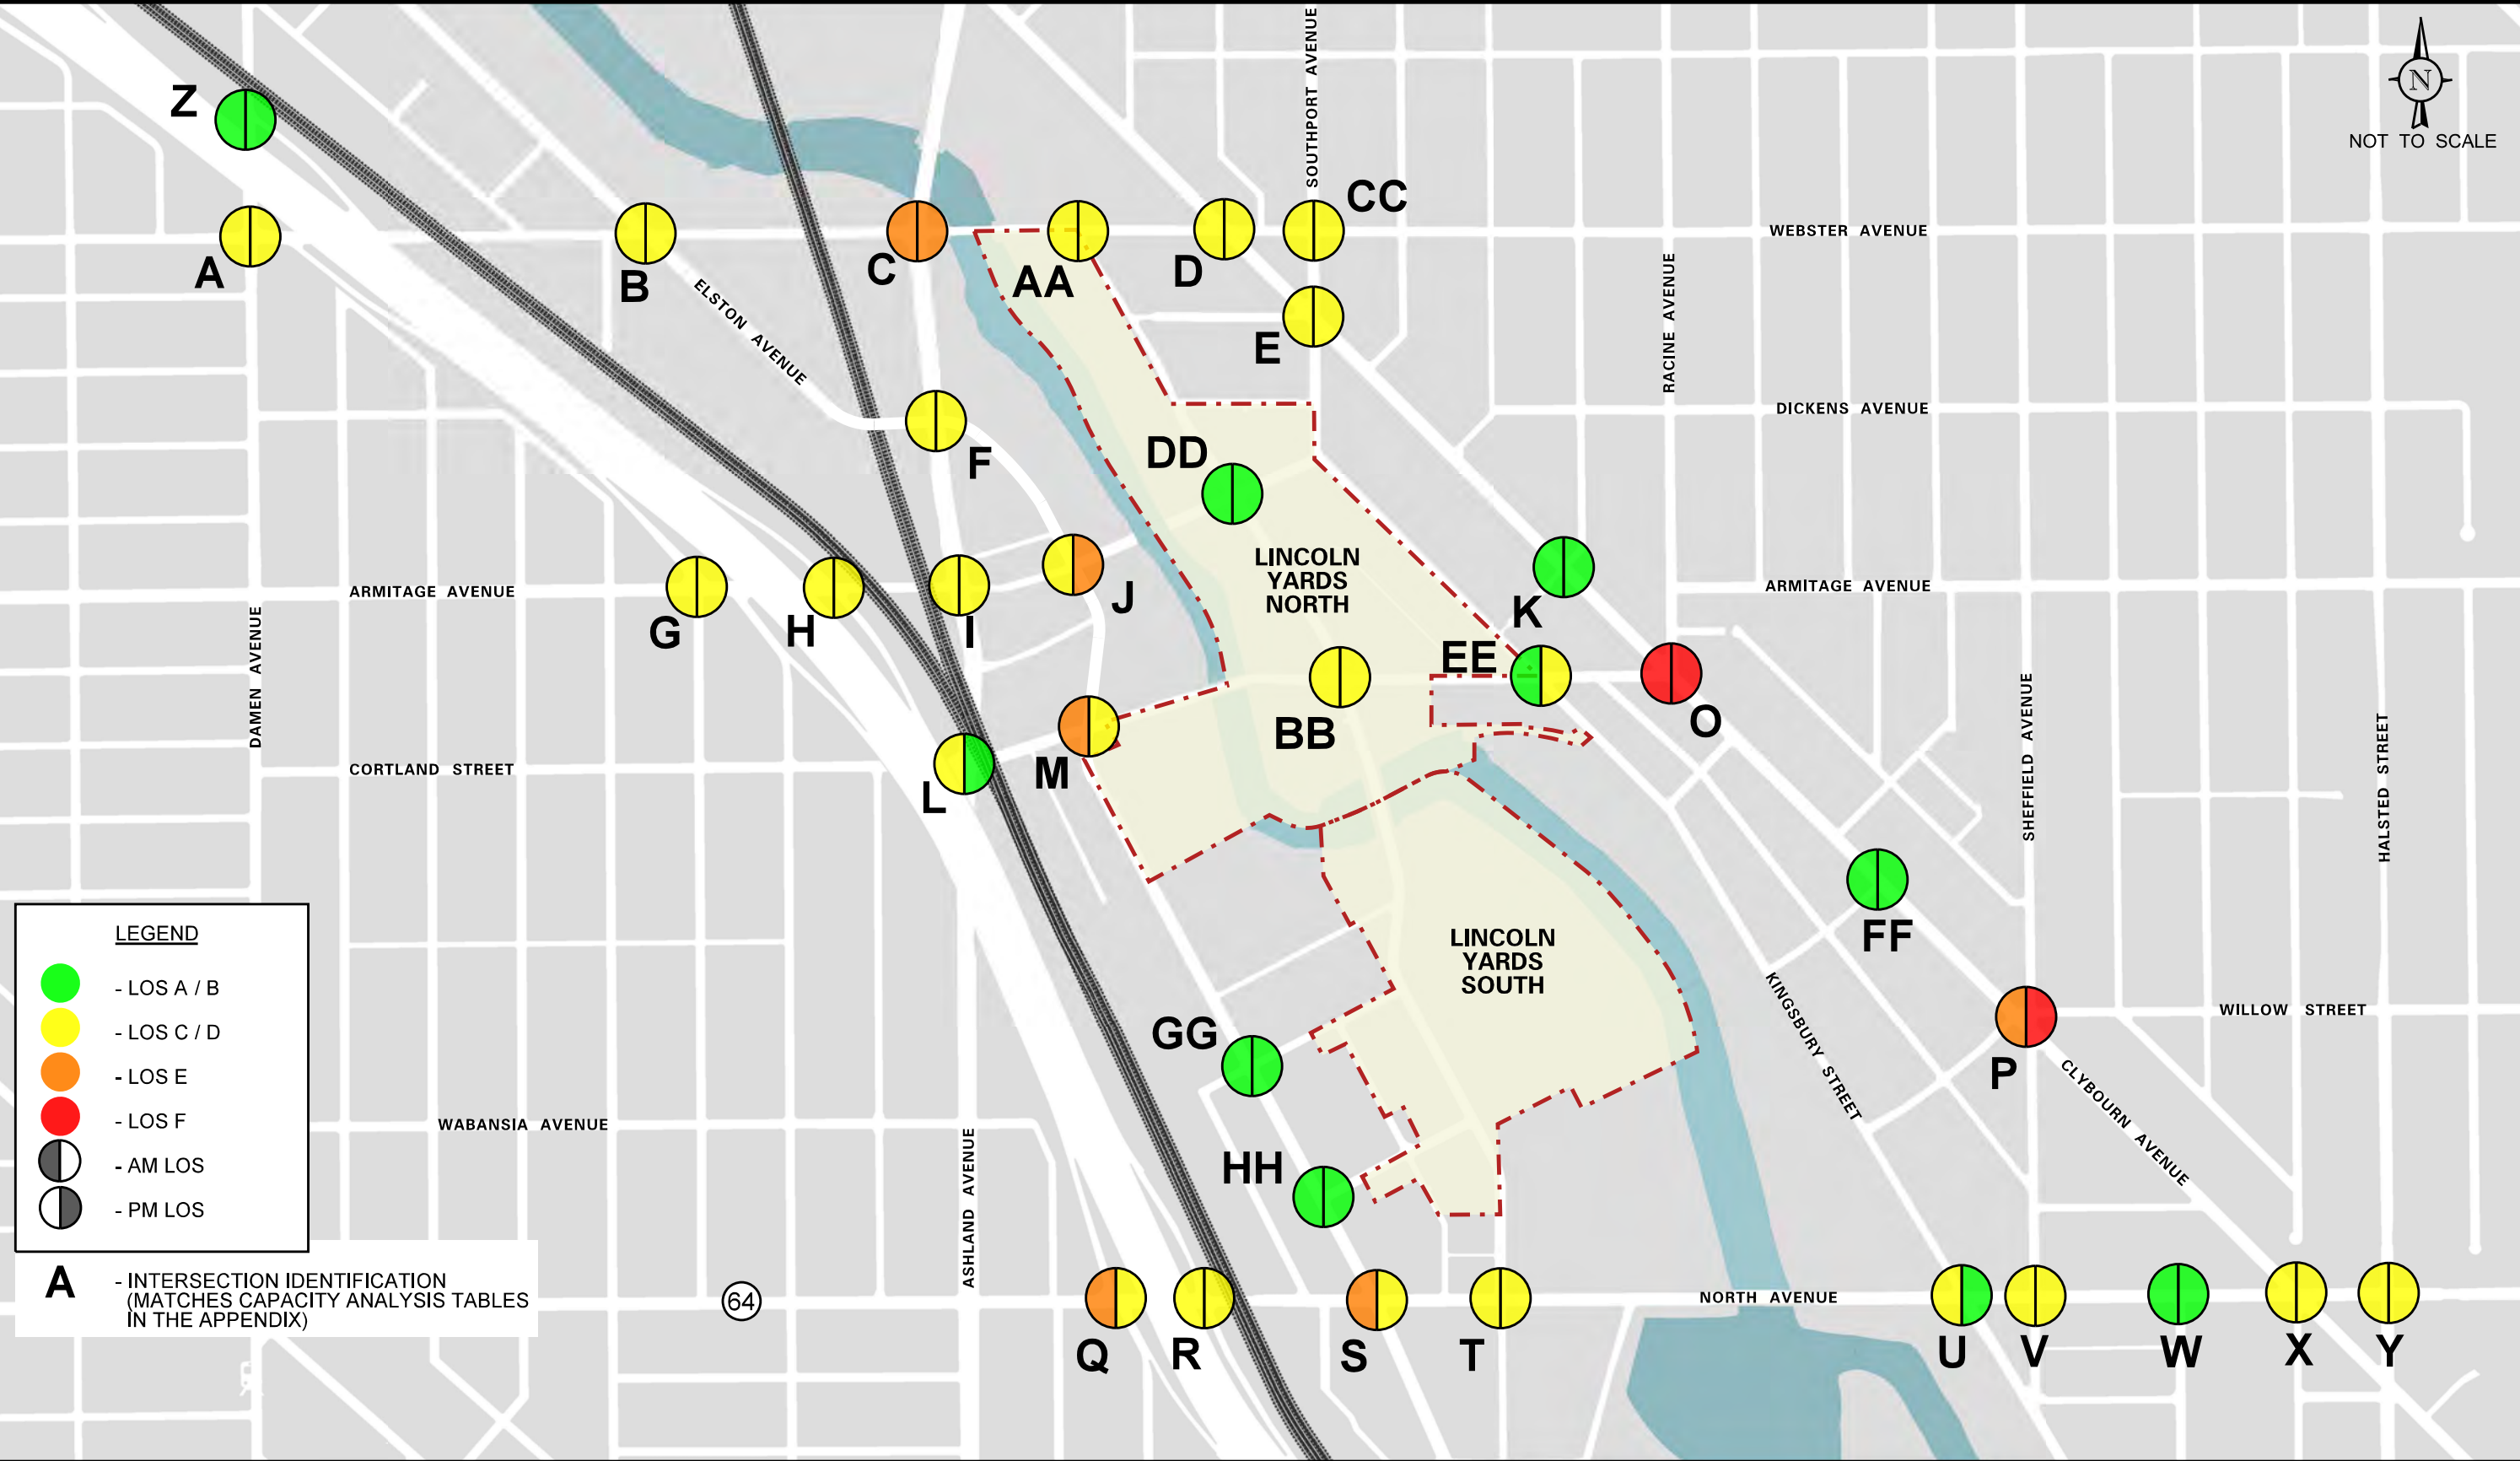 SOUTHPORT AVENUE
N
NOT TO SCALE
Z
A
B
C
AA
D
CC
E
WEBSTER AVENUE
ELSTON AVENUE
RACINE AVENUE
DICKENS AVENUE
F
DD
LINCOLN
YARDS
NORTH
ARMITAGE AVENUE
G
H
I
J
K
ARMITAGE AVENUE
EE
O
BB
DAMEN AVENUE
CORTLAND STREET
L
M
SHEFFIELD AVENUE
HALSTED STREET
FF
LINCOLN
YARDS
SOUTH
KINGSBURY STREET
WILLOW STREET
P
CLYBOURN AVENUE
GG
HH
WABANSIA AVENUE
ASHLAND AVENUE
LEGEND
- LOS A / B
- LOS C / D
- LOS E
- LOS F
- AM LOS
- PM LOS
A
- INTERSECTION IDENTIFICATION
(MATCHES CAPACITY ANALYSIS TABLES
IN THE APPENDIX)
64
NORTH AVENUE
Q
R
S
T
U
V
W
X
Y